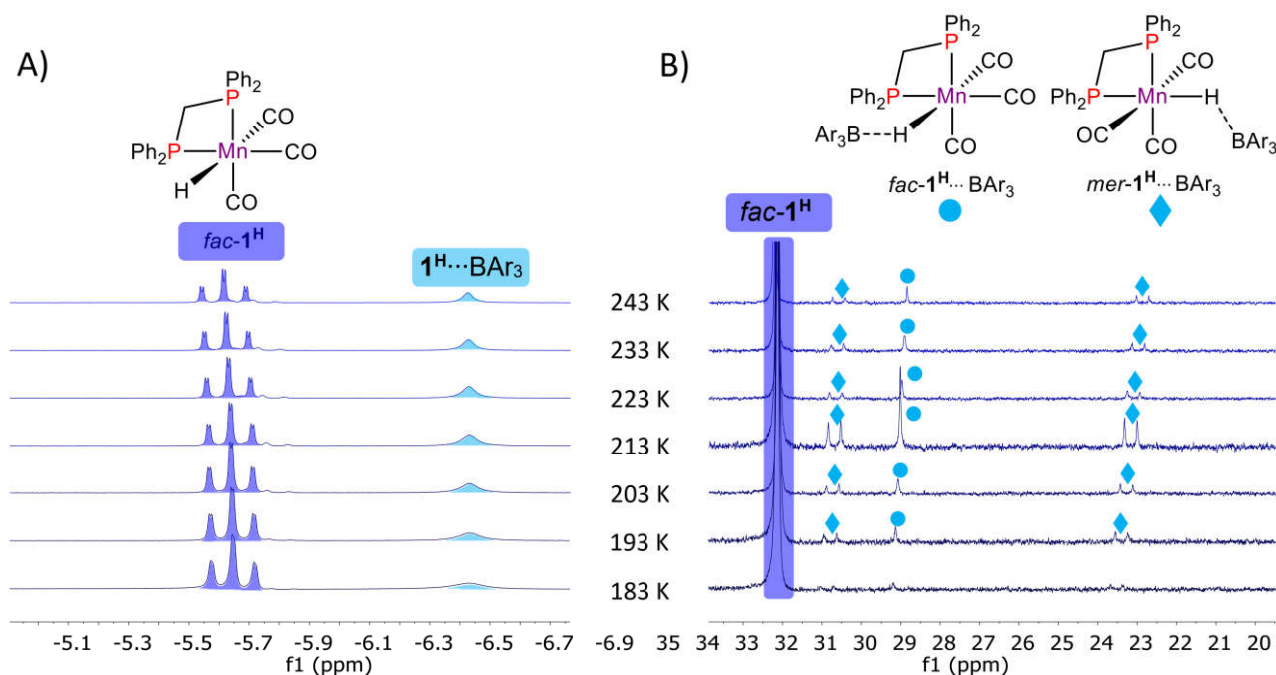 A)
Ph2
P
CO
Ph2P
Mn
CO
H
CO
fac-1H
1H···BAr3
B)
Ph2
P
CO
Ph2P
Mn
CO
Ar3B
H
CO
fac-1H··· BAr3
Ph2
P
CO
Ph2P
Mn
H
OC
CO
BAr3
mer-1H··· BAr3
fac-1H
243 K
233 K
223 K
213 K
203 K
193 K
183 K
-5.1 -5.3 -5.5 -5.7 -5.9 -6.1 -6.3 -6.5 -6.7 -6.9
f1 (ppm)
35 34 33 32 31 30 29 28 27 26 25 24 23 22 21 20
f1 (ppm)